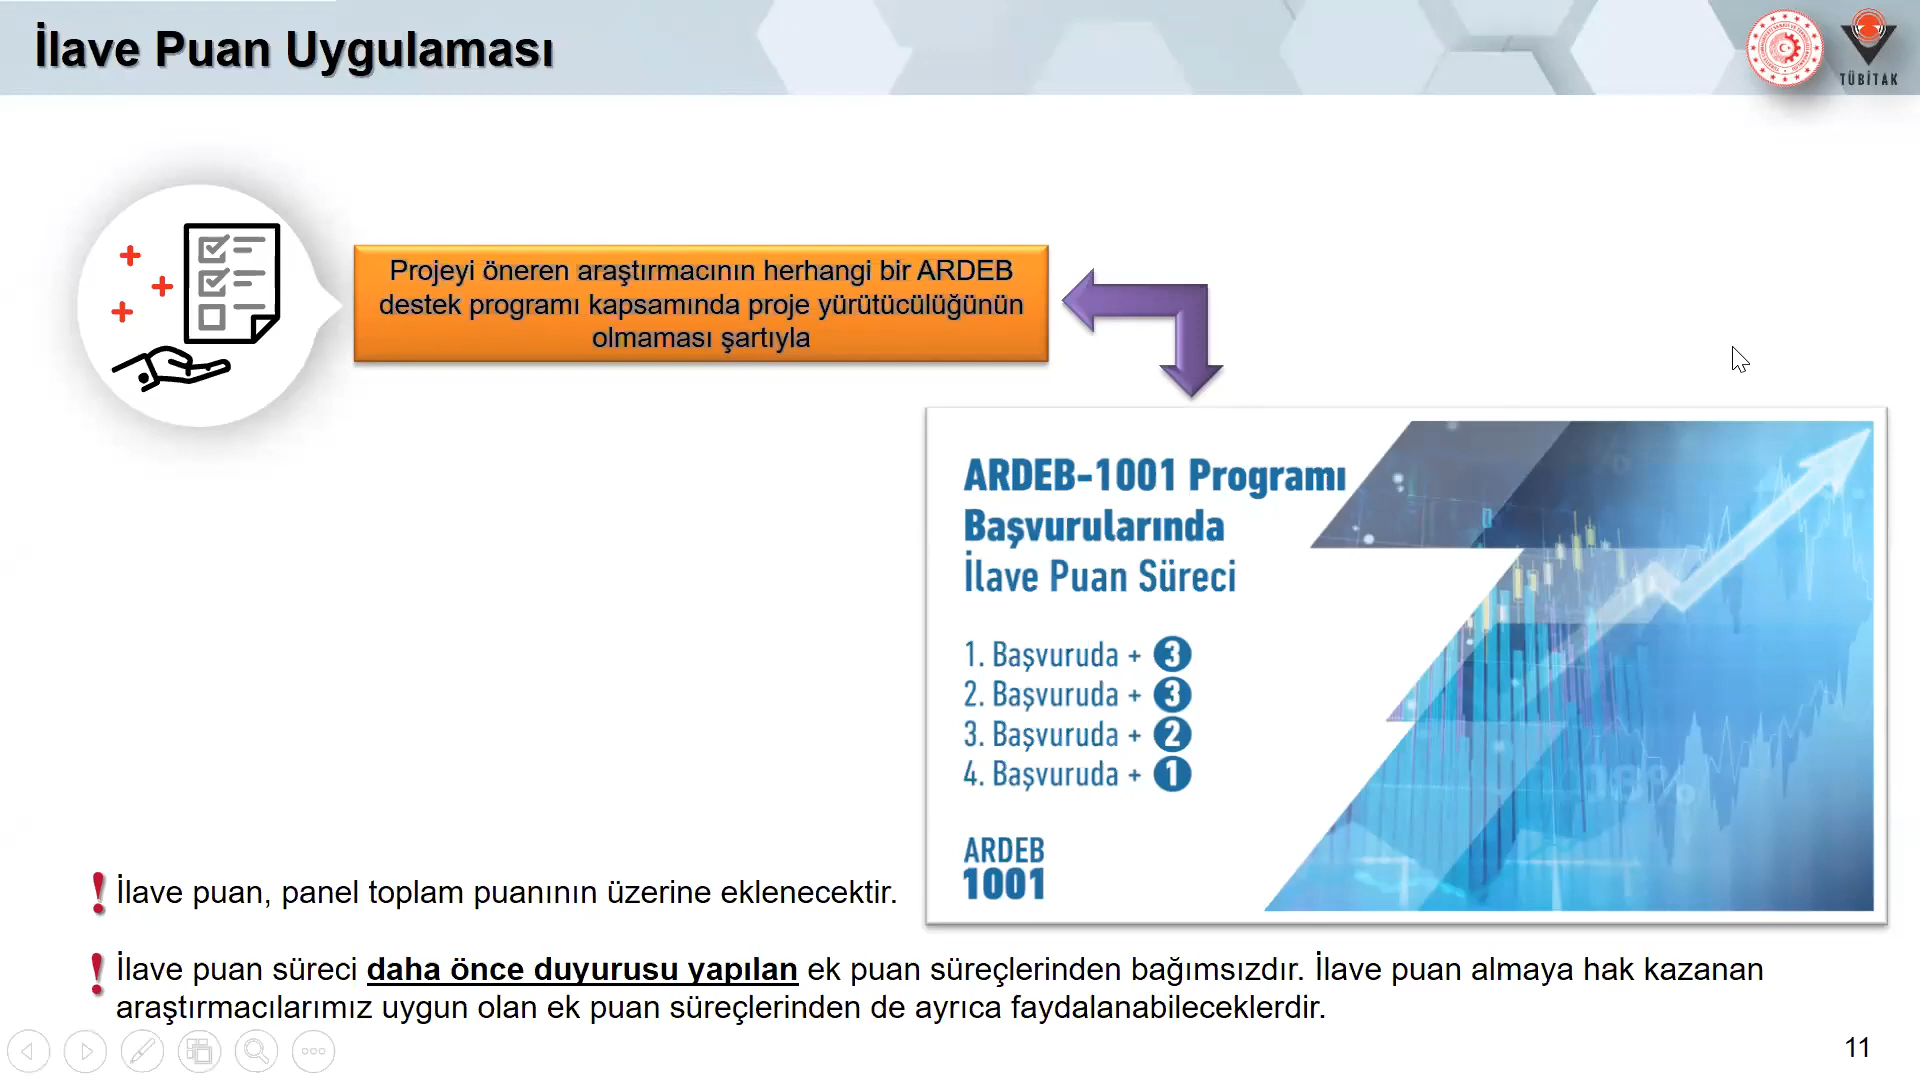 İlave Puan Uygulaması
TÜBİTAK
Projeyi öneren araştırmacının herhangi bir ARDEB
destek programı kapsamında proje yürütücülüğünün
olmaması şartıyla
ARDEB-1001 Programı
Başvurularında
İlave Puan Süreci
1. Başvuruda + 3
2. Başvuruda + 3
3. Başvuruda + 2
4. Başvuruda + 1
ARDEB
1001
! İlave puan, panel toplam puanının üzerine eklenecektir.
! İlave puan süreci daha önce duyurusu yapılan ek puan süreçlerinden bağımsızdır. İlave puan almaya hak kazanan
araştırmacılarımız uygun olan ek puan süreçlerinden de ayrıca faydalanabileceklerdir.
11